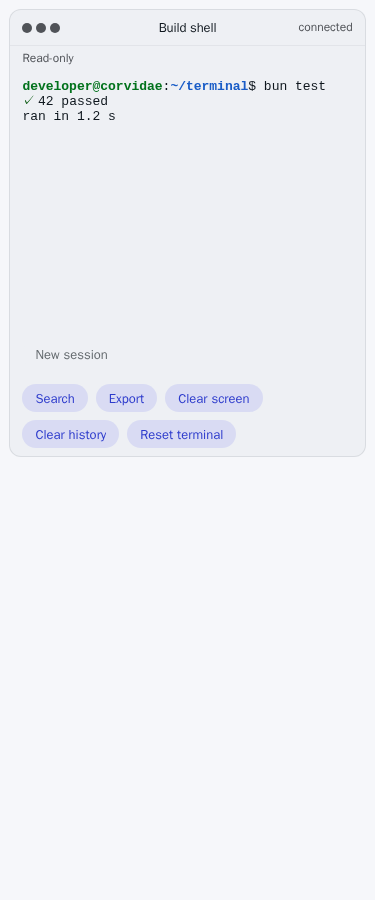 Build shell
connected
Read-only
developer@corvidae:~/terminal$ bun test
✓ 42 passed
ran in 1.2 s
New session
Search
Export
Clear screen
Clear history
Reset terminal